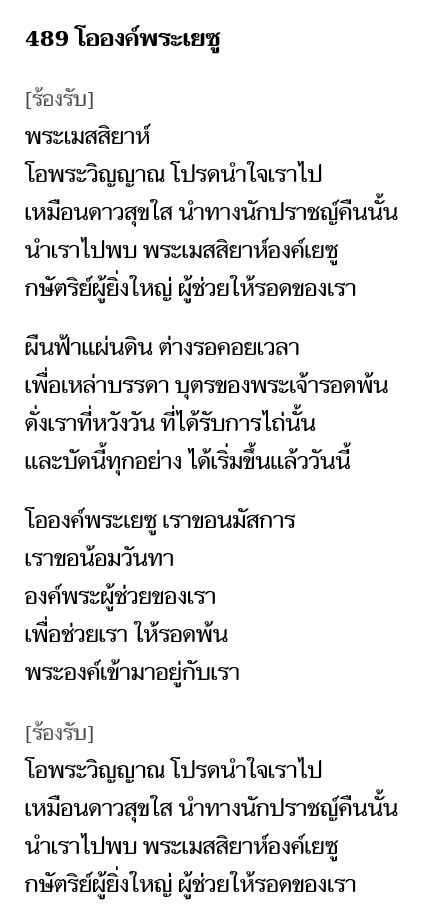 489 โอองค์พระเยซู
[ร้องรับ]
พระเมสสิยาห์
โอพระวิญญาณ โปรดนำใจเราไป
เหมือนดาวสุขใส นำทางนักปราชญ์คืนนั้น
นำเราไปพบ พระเมสสิยาห์องค์เยซู
กษัตริย์ผู้ยิ่งใหญ่ ผู้ช่วยให้รอดของเรา
ผืนฟ้าแผ่นดิน ต่างรอคอยเวลา
เพื่อเหล่าบรรดา บุตรของพระเจ้ารอดพ้น
ดั่งเราที่หวังวัน ที่ได้รับการไถ่นั้น
และบัดนี้ทุกอย่าง ได้เริ่มขึ้นแล้ววันนี้
โอองค์พระเยซู เราขอนมัสการ
เราขอน้อมวันทา
องค์พระผู้ช่วยของเรา
เพื่อช่วยเรา ให้รอดพ้น
พระองค์เข้ามาอยู่กับเรา
[ร้องรับ]
โอพระวิญญาณ โปรดนำใจเราไป
เหมือนดาวสุขใส นำทางนักปราชญ์คืนนั้น
นำเราไปพบ พระเมสสิยาห์องค์เยซู
กษัตริย์ผู้ยิ่งใหญ่ ผู้ช่วยให้รอดของเรา